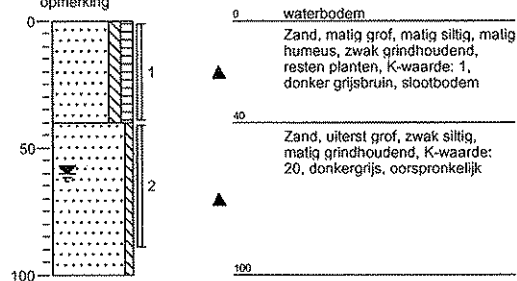 opmerking
0
0 waterbodem
Zand, matig grof, matig siltig, matig
humeus, zwak grindhoudend,
resten planten, K-waarde: 1,
donker grijsbruin, slootbodem
1
40
Zand, uiterst grof, zwak siltig,
matig grindhoudend, K-waarde:
20, donkergrijs, oorspronkelijk
50
2
100
100